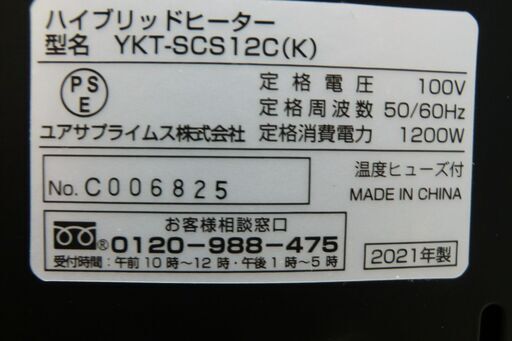 ハイブリッドヒーター
型名 YKT-SCS12C(K)
PS
E
定格電圧 100V
定格周波数 50/60Hz
ユアサプライムス株式会社 定格消費電力 1200W
No. C006825
温度ヒューズ付
MADE IN CHINA
お客様相談窓口
®0120-988-475
受付時間：午前10時〜12時・午後1〜5時
2021年製